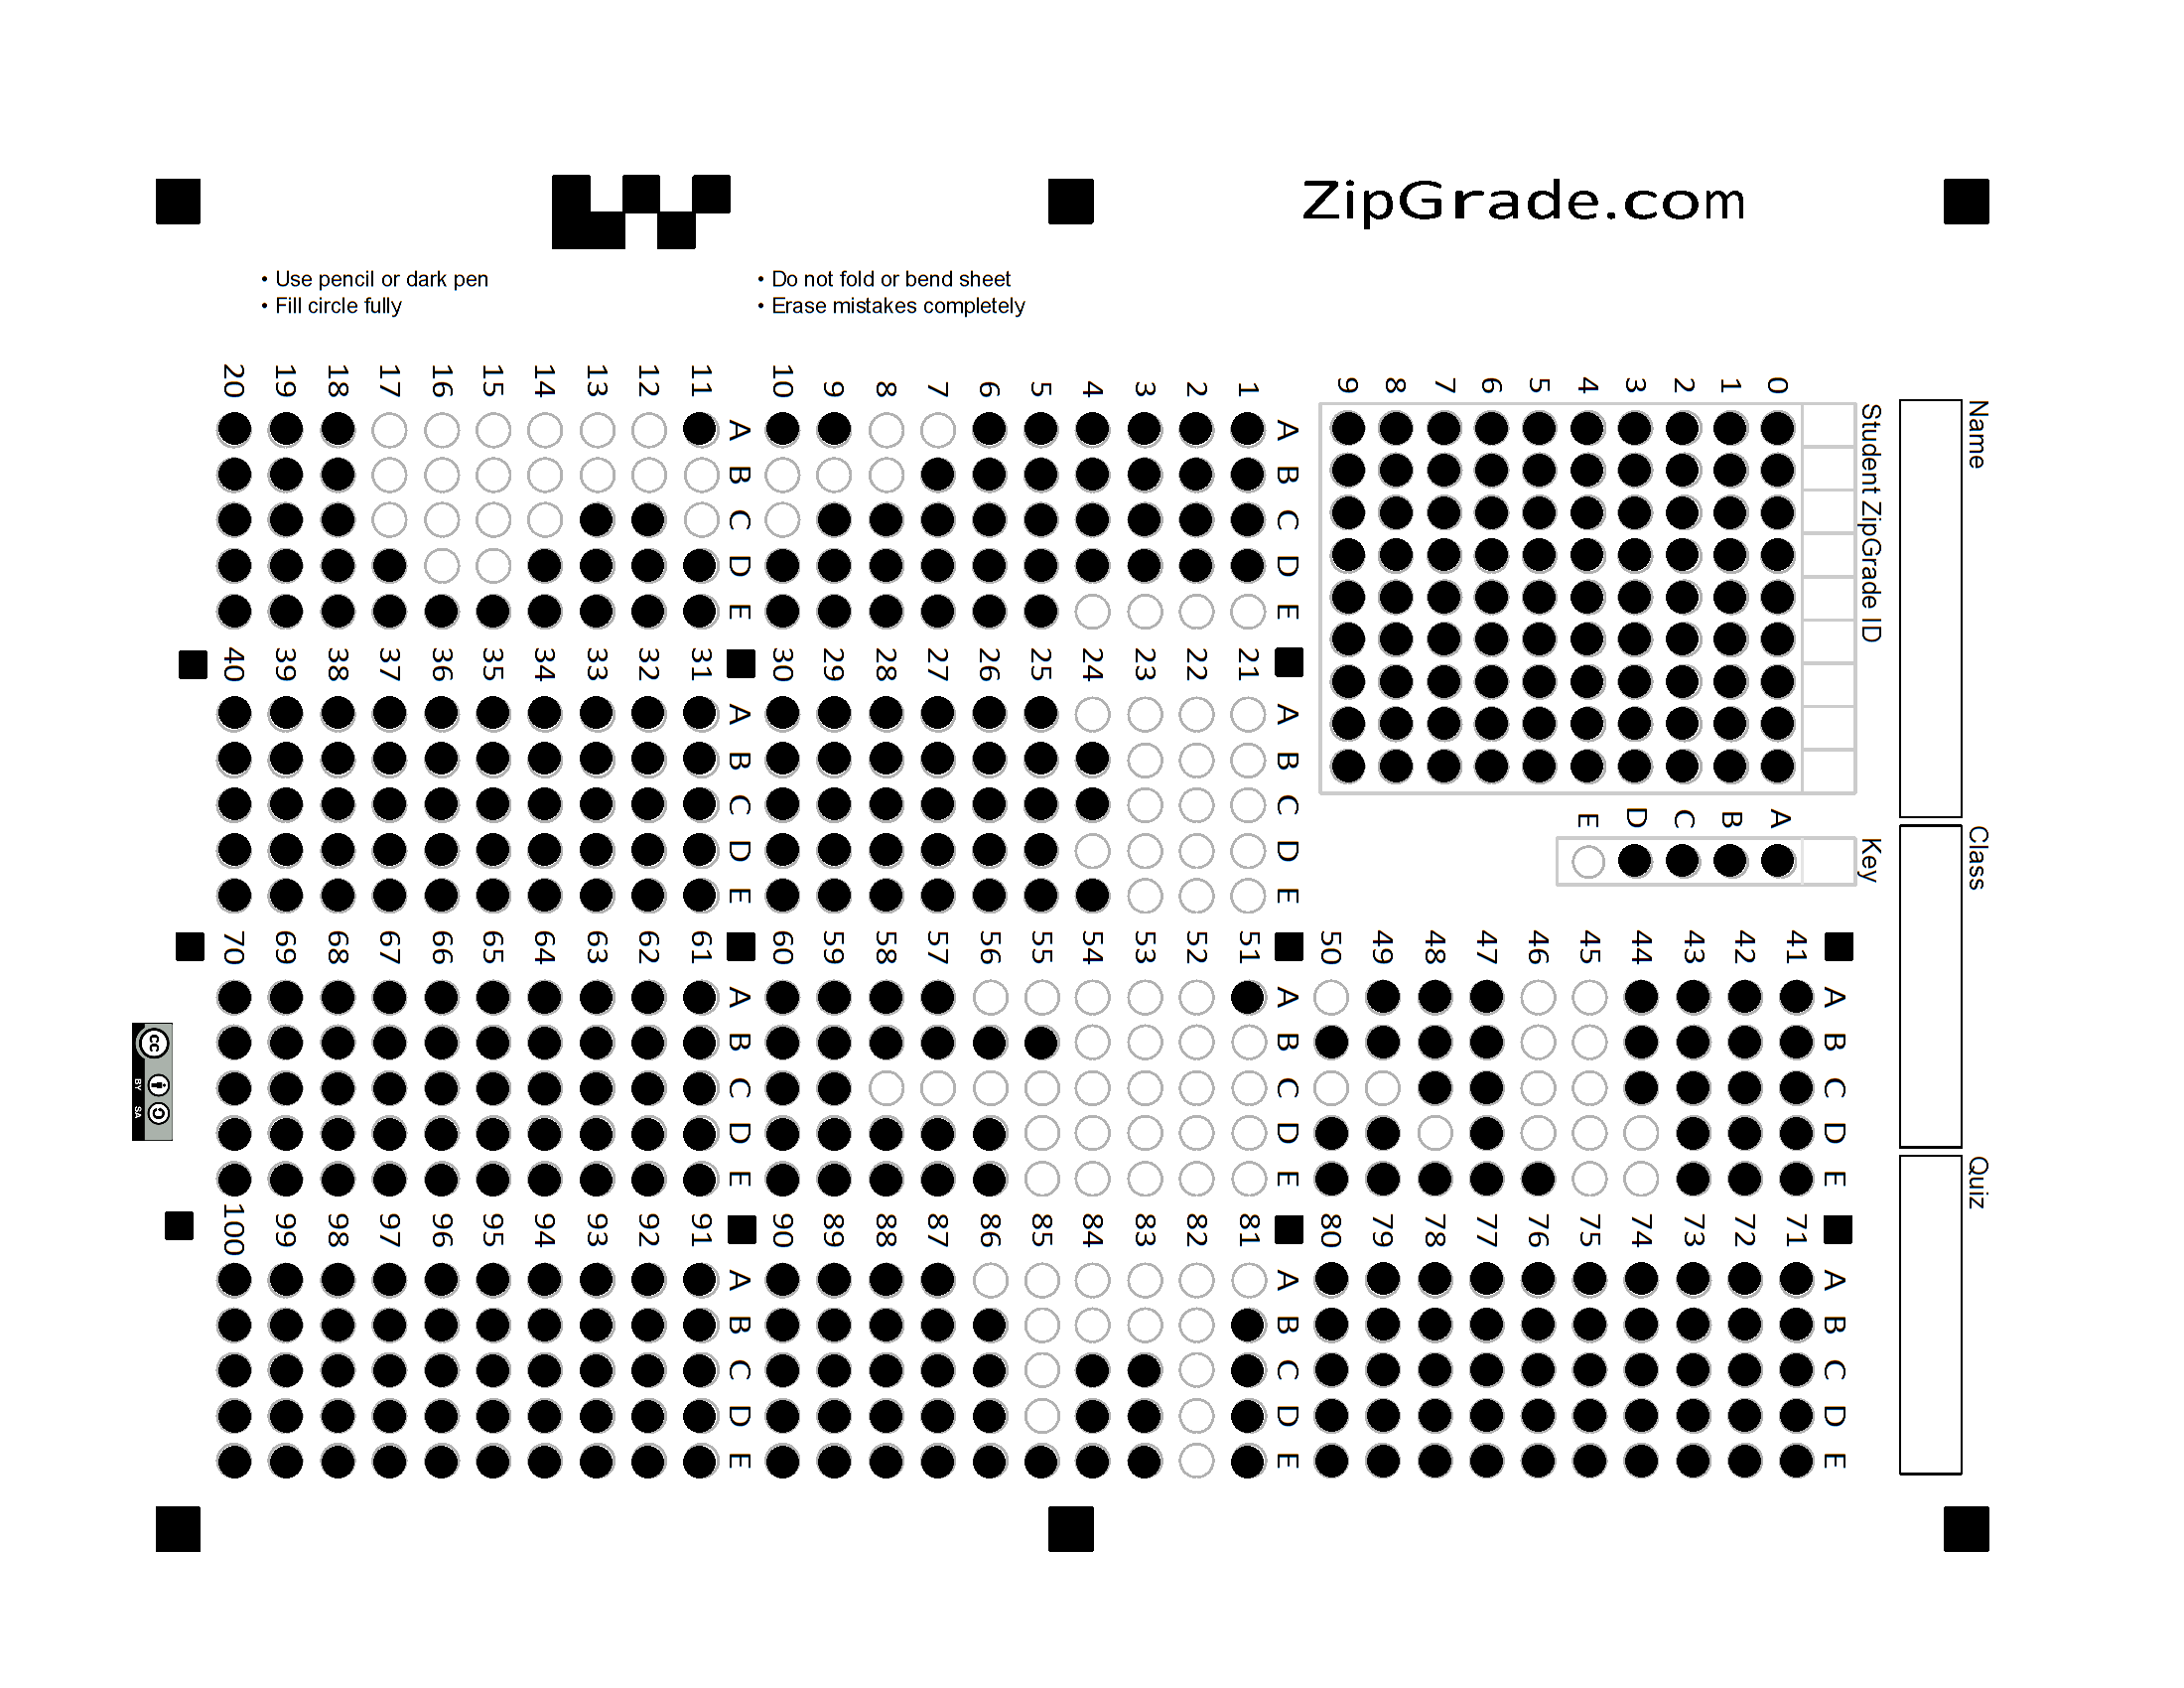 ZipGrade.com
• Use pencil or dark pen
• Fill circle fully
• Do not fold or bend sheet
• Erase mistakes completely
Name
Class
Quiz
Student ZipGrade ID
0 1 2 3 4 5 6 7 8 9
Key
A B C D E
A B C D E
1 2 3 4 5 6 7 8 9 10
A B C D E
11 12 13 14 15 16 17 18 19 20
A B C D E
21 22 23 24 25 26 27 28 29 30
A B C D E
31 32 33 34 35 36 37 38 39 40
A B C D E
41 42 43 44 45 46 47 48 49 50
A B C D E
51 52 53 54 55 56 57 58 59 60
A B C D E
61 62 63 64 65 66 67 68 69 70
A B C D E
71 72 73 74 75 76 77 78 79 80
A B C D E
81 82 83 84 85 86 87 88 89 90
A B C D E
91 92 93 94 95 96 97 98 99 100
cc BY SA